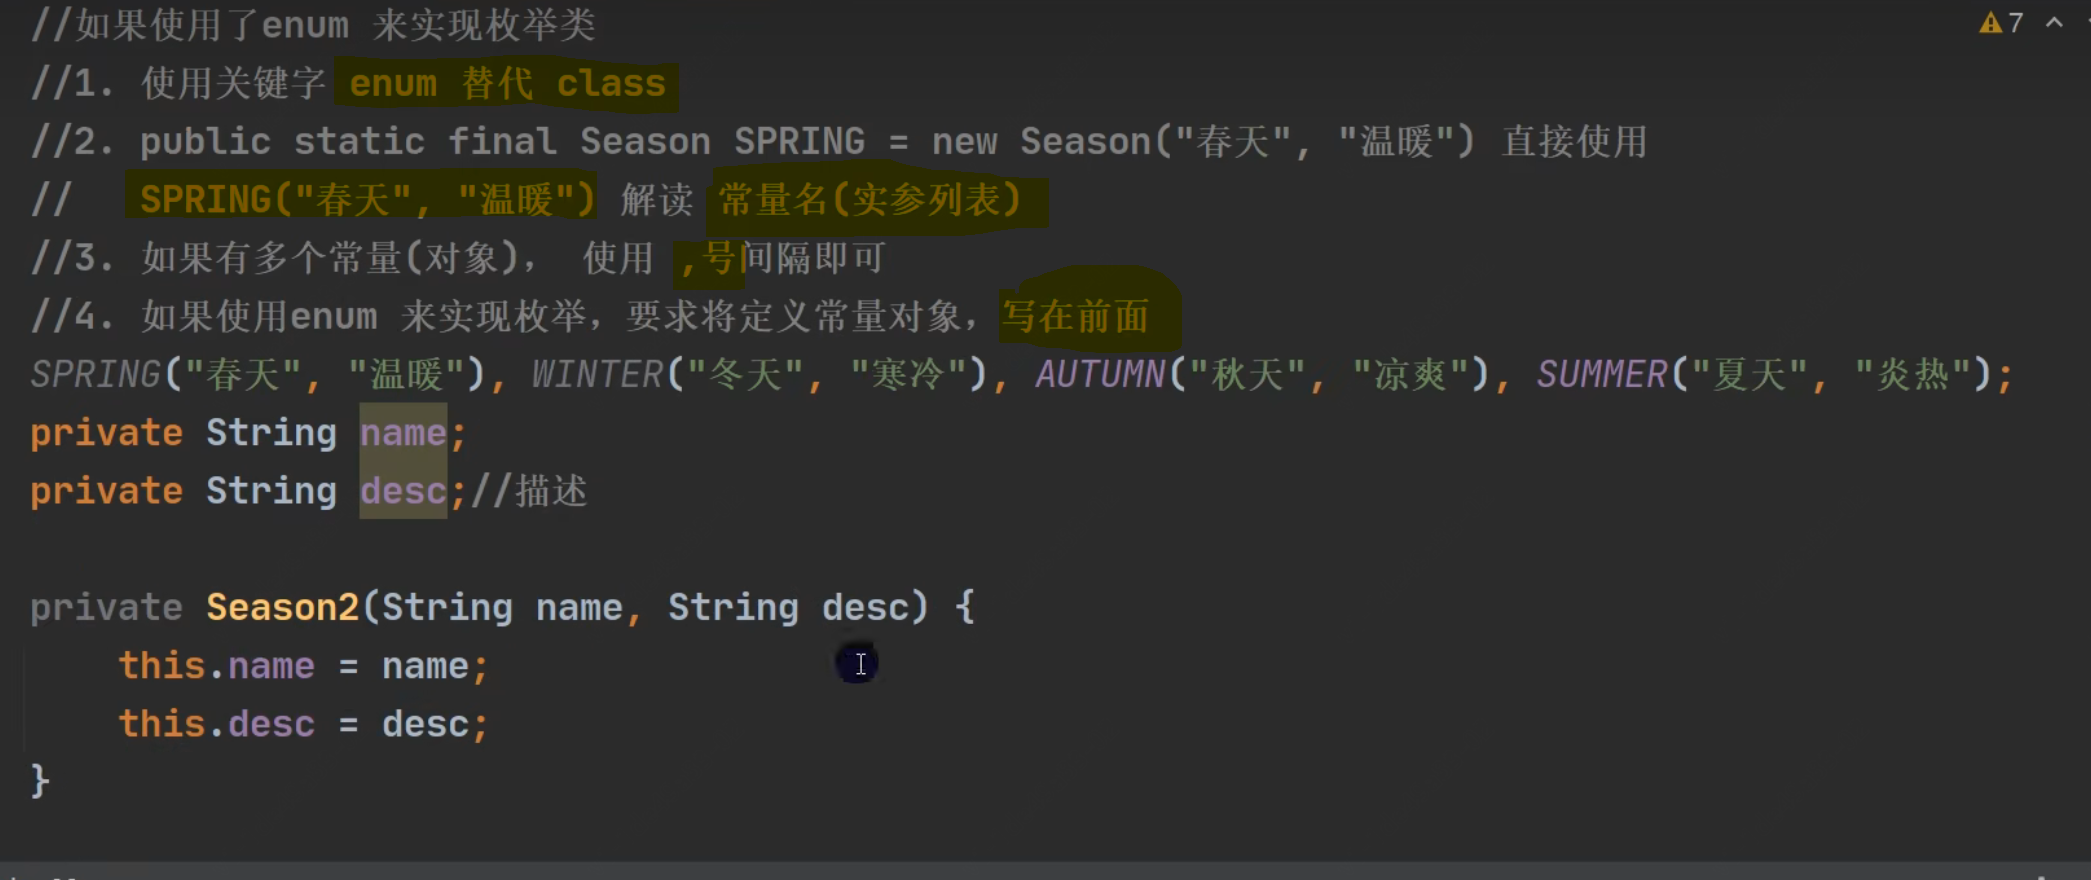 //如果使用了enum 来实现枚举类
7
//1. 使用关键字 enum 替代 class
//2. public static final Season SPRING = new Season("春天", "温暖") 直接使用
//   SPRING("春天", "温暖") 解读 常量名(实参列表)
//3. 如果有多个常量(对象)， 使用 ,号间隔即可
//4. 如果使用enum 来实现枚举，要求将定义常量对象，写在前面
SPRING("春天", "温暖"), WINTER("冬天", "寒冷"), AUTUMN("秋天", "凉爽"), SUMMER("夏天", "炎热");
private String name;
private String desc;//描述
private Season2(String name, String desc) {
    this.name = name;
    this.desc = desc;
}